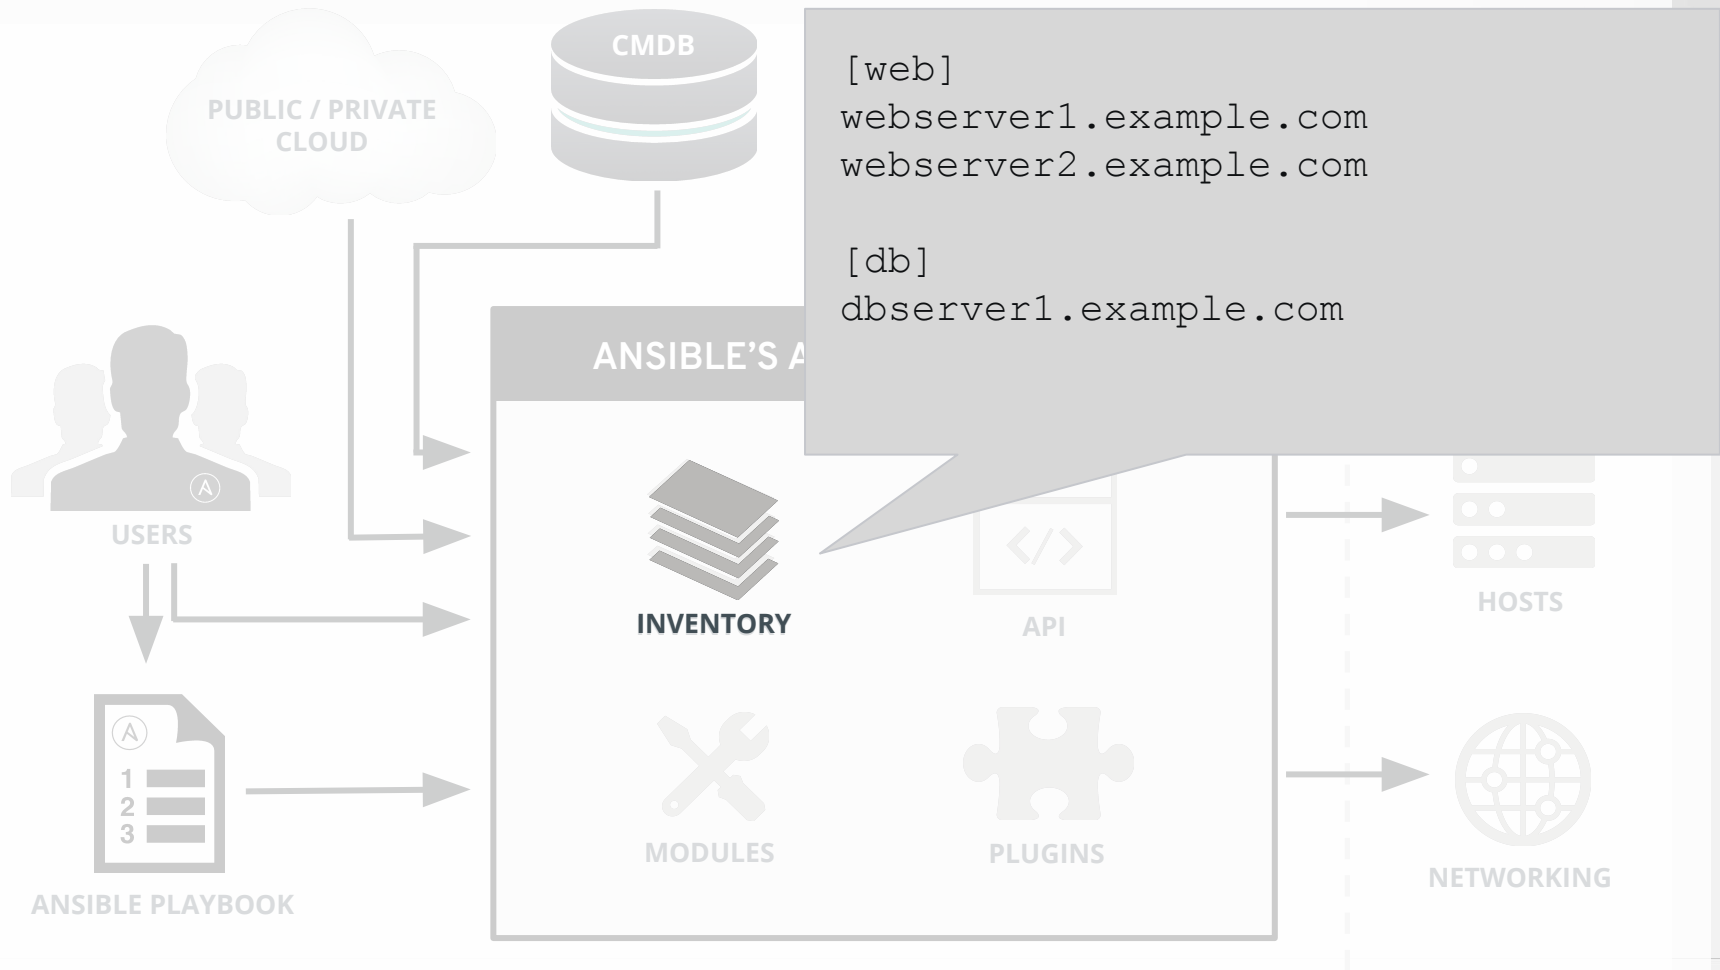 PUBLIC / PRIVATE
CLOUD
CMDB
[web]
webserver1.example.com
webserver2.example.com
[db]
dbserver1.example.com
ANSIBLE’S A
USERS
INVENTORY
API
HOSTS
1
2
3
MODULES
PLUGINS
NETWORKING
ANSIBLE PLAYBOOK